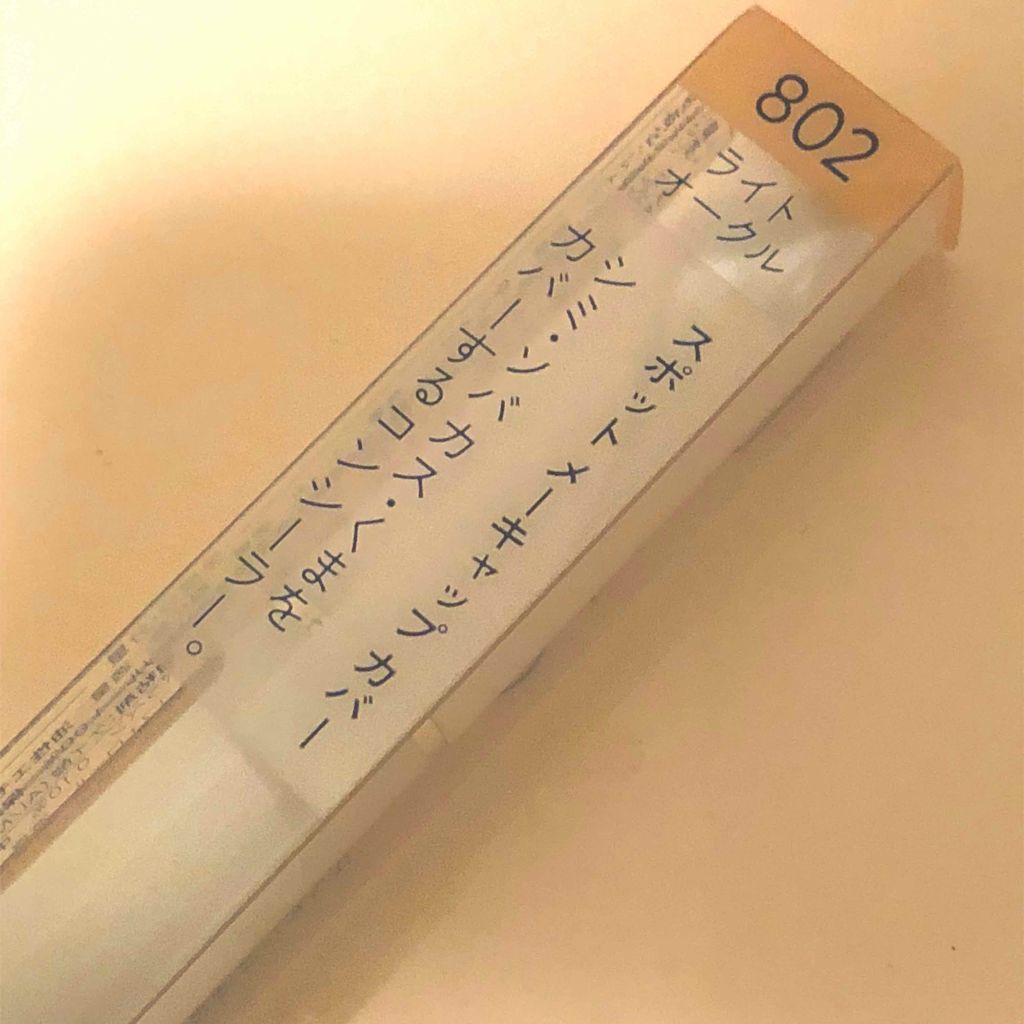 802
ライト
オークル
スポット メーキャップ カバー
シミ・ソバカス・くまを
カバーするコンシーラー。